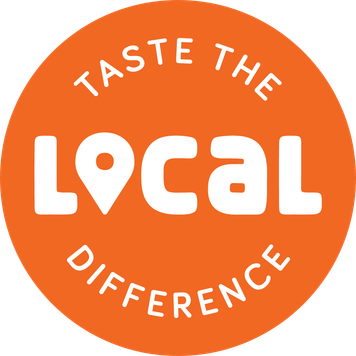 TASTE THE
LOCAL
DIFFERENCE